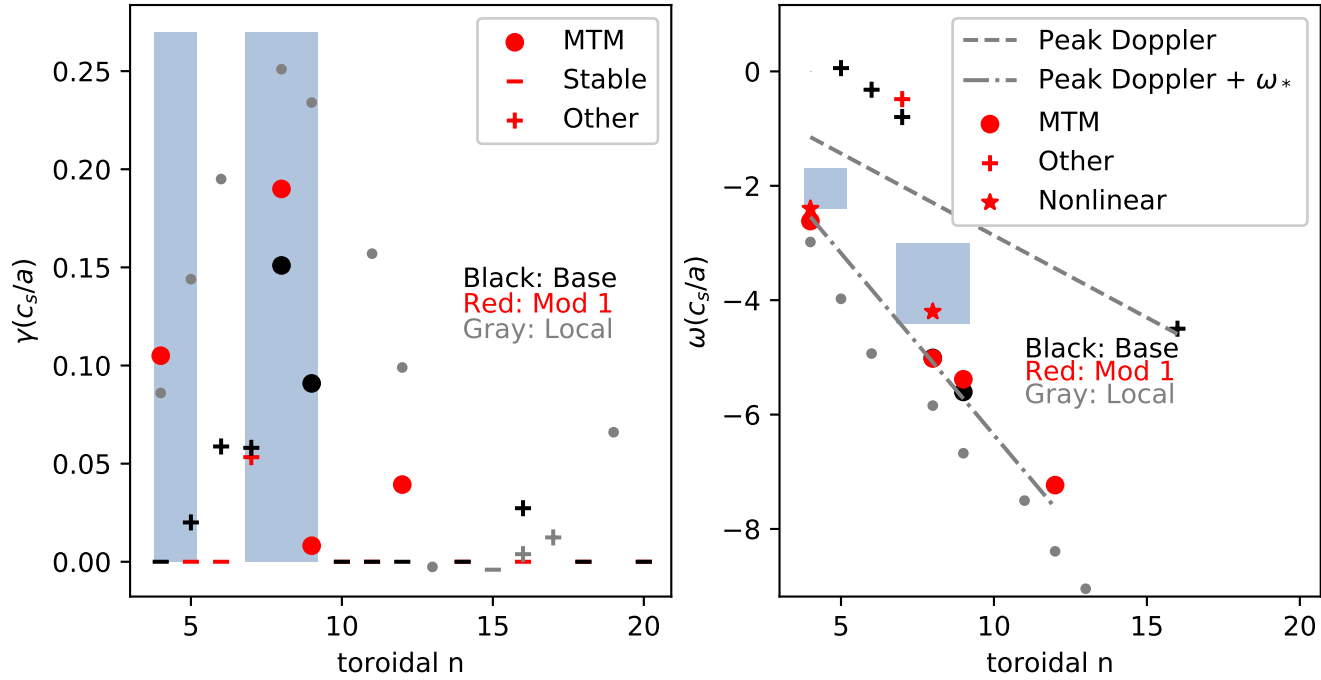 0.25
0.20
0.15
0.10
0.05
0.00
γ(c_s/a)
5
10
15
20
toroidal n
MTM
Stable
Other
Black: Base
Red: Mod 1
Gray: Local
0
−2
−4
−6
−8
ω(c_s/a)
5
10
15
20
toroidal n
Peak Doppler
Peak Doppler + ω_*
MTM
Other
Nonlinear
Black: Base
Red: Mod 1
Gray: Local